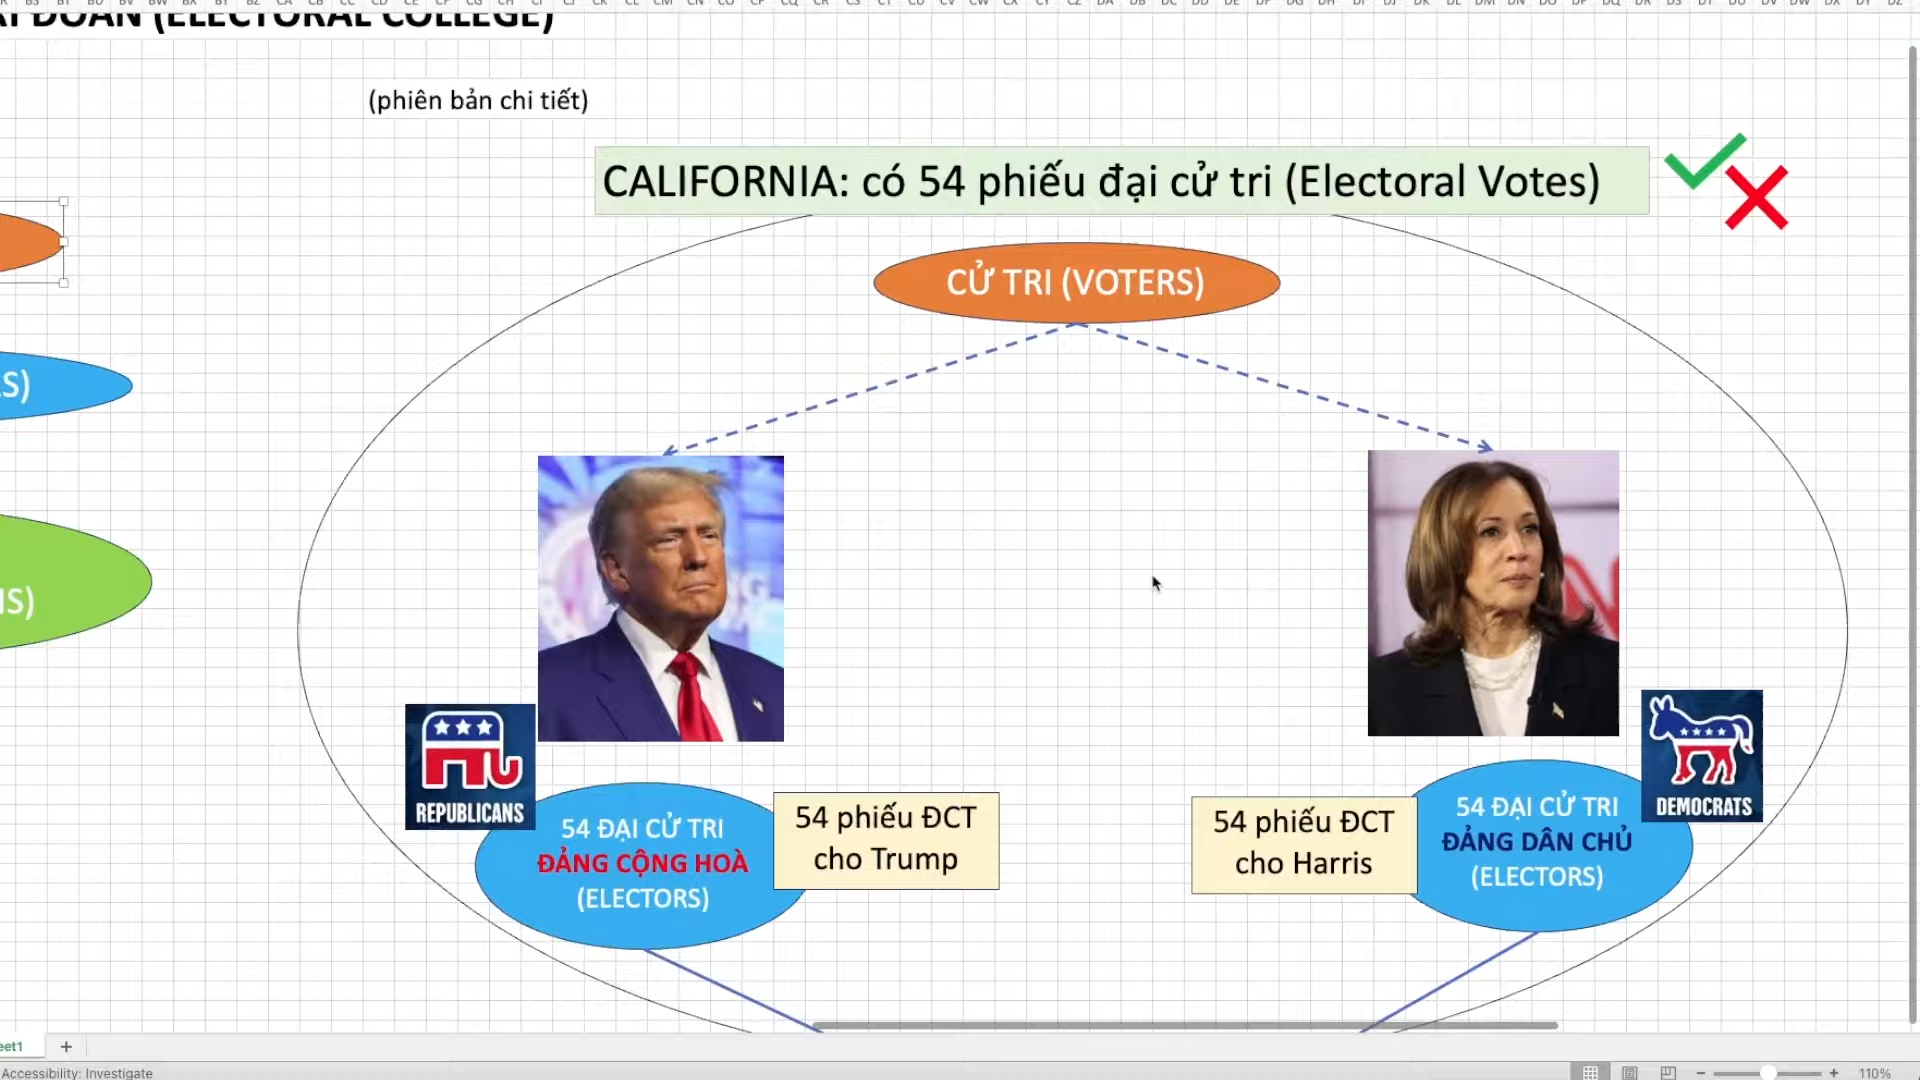 (ELECTORAL COLLEGE)
(phiên bản chi tiết)
CALIFORNIA: có 54 phiếu đại cử tri (Electoral Votes)
CỬ TRI (VOTERS)
REPUBLICANS
54 ĐẠI CỬ TRI
ĐẢNG CỘNG HOÀ
(ELECTORS)
54 phiếu ĐCT
cho Trump
54 phiếu ĐCT
cho Harris
54 ĐẠI CỬ TRI
ĐẢNG DÂN CHỦ
(ELECTORS)
DEMOCRATS
Accessibility: Investigate
110%